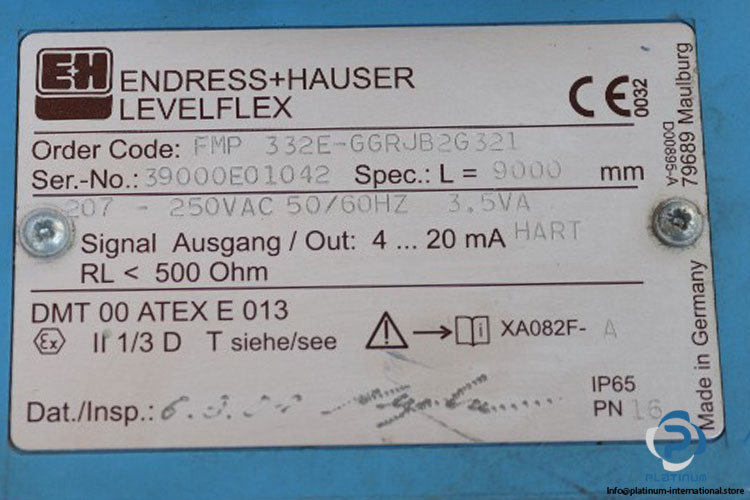 E+H
ENDRESS+HAUSER
LEVELFLEX
CE 0032
Order Code: FMP 332E-GGRJB2G321
Ser.-No.: 39000E01042 Spec.: L = 9000 mm
207 - 250VAC 50/60HZ 3.5VA
Signal Ausgang / Out: 4 ... 20 mA HART
RL < 500 Ohm
DMT 00 ATEX E 013
Ex II 1/3 D T siehe/see XA082F- A
Dat./Insp.:
IP65
PN 16
D00895-A
79689 Maulburg
Made in Germany
PLATINUM
Info@platinum-international.store